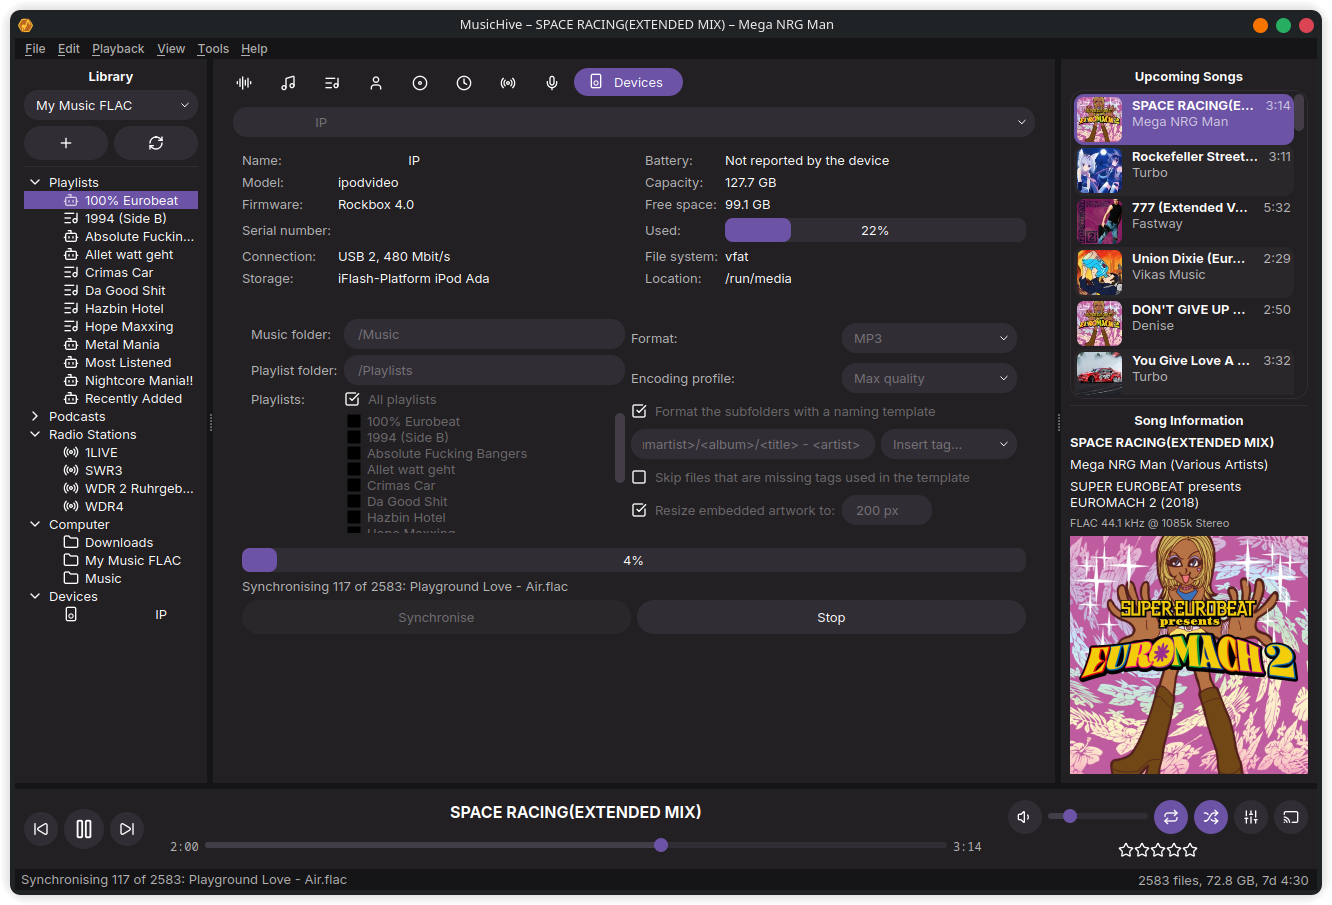 MusicHive – SPACE RACING(EXTENDED MIX) – Mega NRG Man
File Edit Playback View Tools Help
Library
My Music FLAC
Playlists
100% Eurobeat
1994 (Side B)
Absolute Fuckin...
Allet watt geht
Crimas Car
Da Good Shit
Hazbin Hotel
Hope Maxxing
Metal Mania
Most Listened
Nightcore Mania!!
Recently Added
Podcasts
Radio Stations
1LIVE
SWR3
WDR 2 Ruhrgeb...
WDR4
Computer
Downloads
My Music FLAC
Music
Devices
IP
Devices
IP
Name: IP
Model: ipodvideo
Firmware: Rockbox 4.0
Serial number:
Connection: USB 2, 480 Mbit/s
Storage: iFlash-Platform iPod Ada
Battery: Not reported by the device
Capacity: 127.7 GB
Free space: 99.1 GB
Used: 22%
File system: vfat
Location: /run/media
Music folder: /Music
Playlist folder: /Playlists
Playlists: All playlists
100% Eurobeat
1994 (Side B)
Absolute Fucking Bangers
Allet watt geht
Crimas Car
Da Good Shit
Hazbin Hotel
Hope Maxxing
Format: MP3
Encoding profile: Max quality
Format the subfolders with a naming template
martist>/<album>/<title> - <artist> Insert tag...
Skip files that are missing tags used in the template
Resize embedded artwork to: 200 px
4%
Synchronising 117 of 2583: Playground Love - Air.flac
Synchronise Stop
Upcoming Songs
SPACE RACING(E... 3:14
Mega NRG Man
Rockefeller Street... 3:11
Turbo
777 (Extended V... 5:32
Fastway
Union Dixie (Eur... 2:29
Vikas Music
DON'T GIVE UP ... 2:50
Denise
You Give Love A ... 3:32
Turbo
Song Information
SPACE RACING(EXTENDED MIX)
Mega NRG Man (Various Artists)
SUPER EUROBEAT presents
EUROMACH 2 (2018)
FLAC 44.1 kHz @ 1085k Stereo
SUPER EUROBEAT
presents
EUROMACH 2
SPACE RACING(EXTENDED MIX)
2:00 3:14
Synchronising 117 of 2583: Playground Love - Air.flac
2583 files, 72.8 GB, 7d 4:30